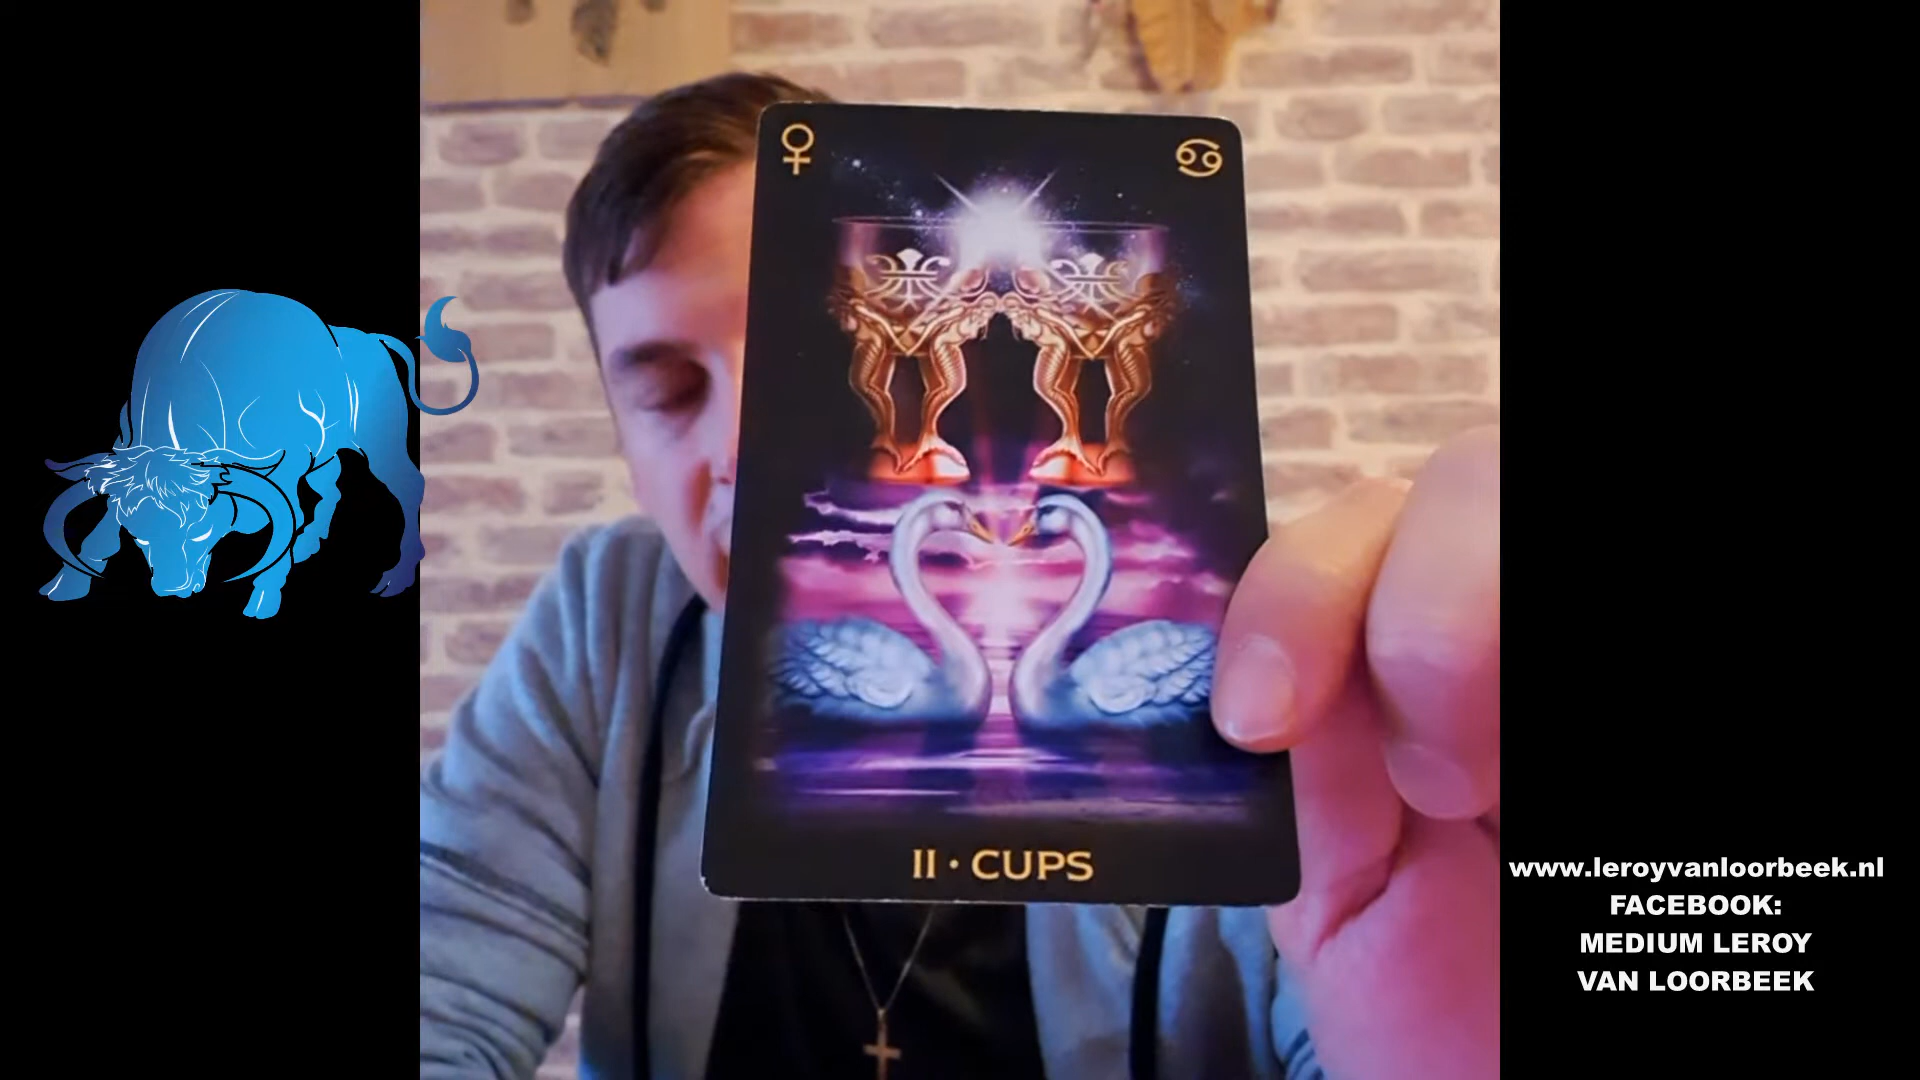 II • CUPS
www.leroyvanloorbeek.nl
FACEBOOK:
MEDIUM LEROY
VAN LOORBEEK